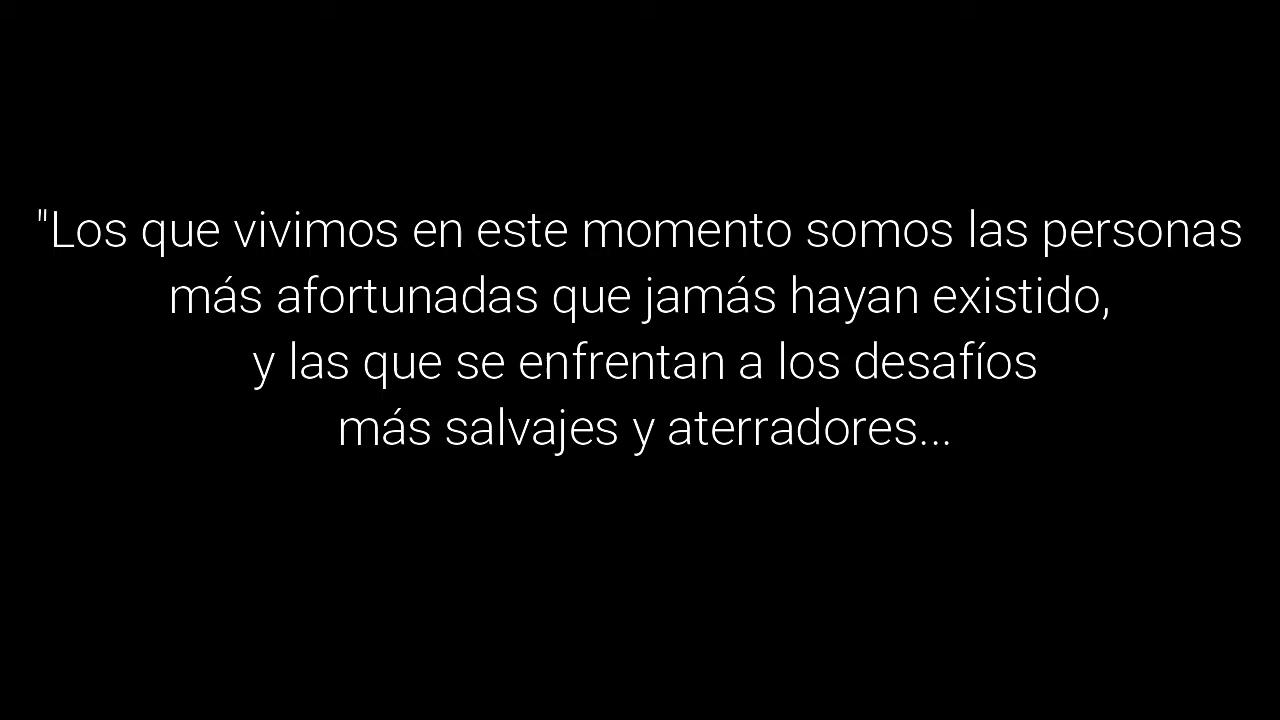 "Los que vivimos en este momento somos las personas
más afortunadas que jamás hayan existido,
y las que se enfrentan a los desafíos
más salvajes y aterradores...